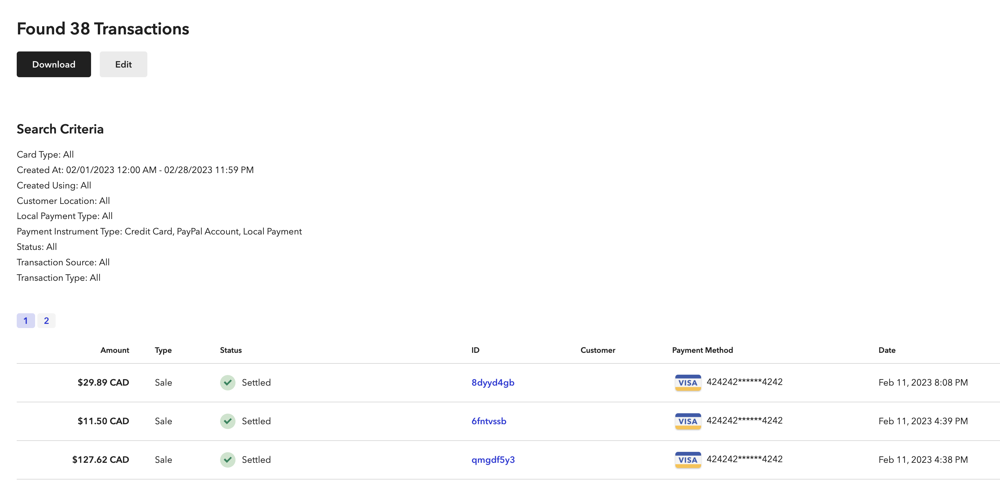 Found 38 Transactions
Download Edit
Search Criteria
Card Type: All
Created At: 02/01/2023 12:00 AM - 02/28/2023 11:59 PM
Created Using: All
Customer Location: All
Local Payment Type: All
Payment Instrument Type: Credit Card, PayPal Account, Local Payment
Status: All
Transaction Source: All
Transaction Type: All
1 2
Amount Type Status ID Customer Payment Method Date
$29.89 CAD Sale Settled 8dyyd4gb VISA 424242******4242 Feb 11, 2023 8:08 PM
$11.50 CAD Sale Settled 6fntvssb VISA 424242******4242 Feb 11, 2023 4:39 PM
$127.62 CAD Sale Settled qmgdf5y3 VISA 424242******4242 Feb 11, 2023 4:38 PM